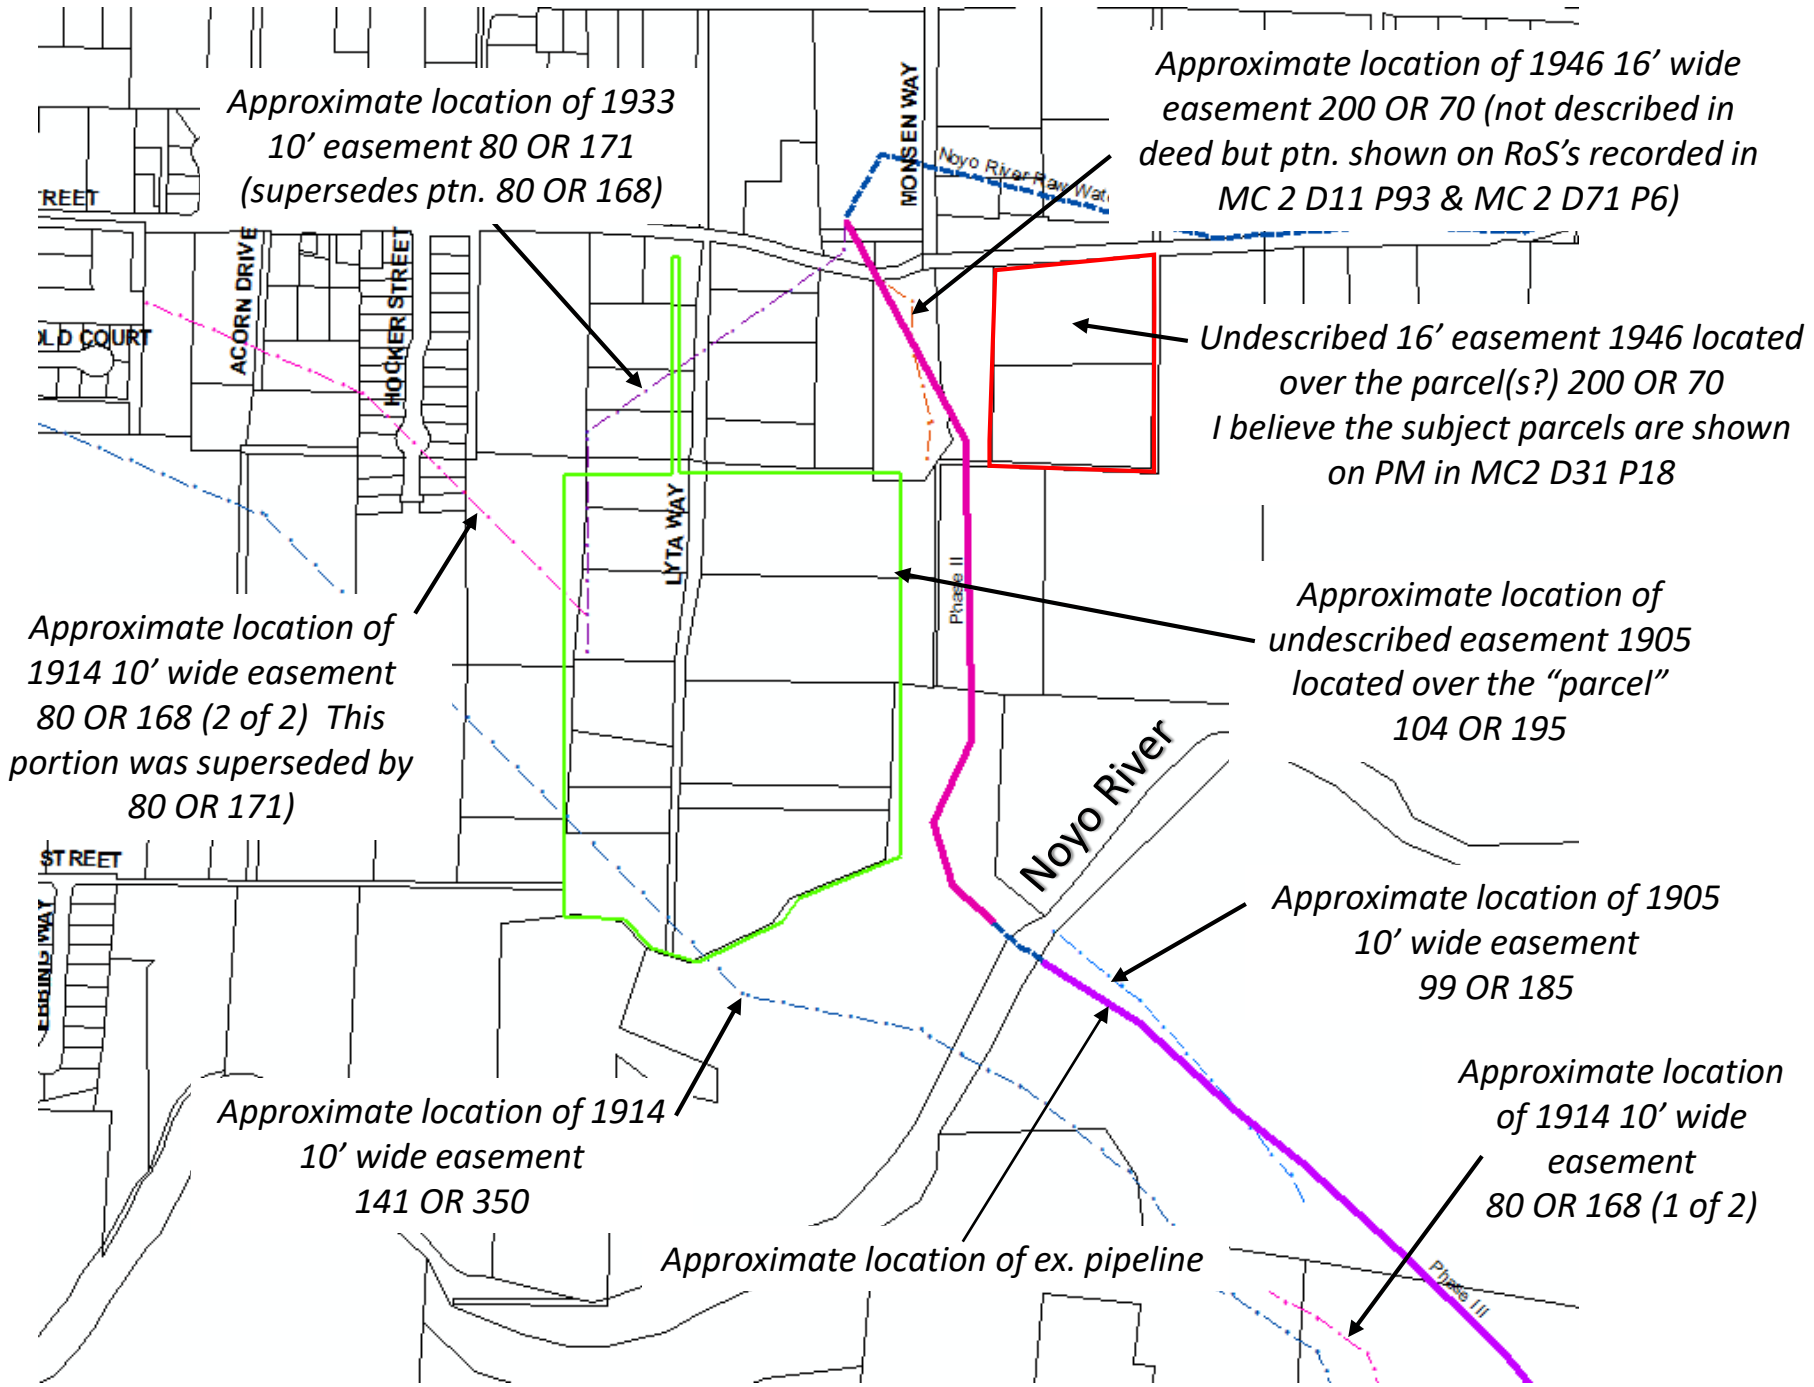 Approximate location of 1933
10’ easement 80 OR 171
(supersedes ptn. 80 OR 168)
Approximate location of 1946 16’ wide
easement 200 OR 70 (not described in
deed but ptn. shown on RoS’s recorded in
MC 2 D11 P93 & MC 2 D71 P6)
MONSEN WAY
Noyo River Raw Wat
TREET
ACORN DRIVE
HOCKER STREET
OLD COURT
Undescribed 16’ easement 1946 located
over the parcel(s?) 200 OR 70
I believe the subject parcels are shown
on PM in MC2 D31 P18
LYTA WAY
Phase II
Approximate location of
undescribed easement 1905
located over the “parcel”
104 OR 195
Approximate location of
1914 10’ wide easement
80 OR 168 (2 of 2) This
portion was superseded by
80 OR 171)
Noyo River
STREET
EBBING WAY
Approximate location of 1905
10’ wide easement
99 OR 185
Approximate location
of 1914 10’ wide
easement
80 OR 168 (1 of 2)
Approximate location of 1914
10’ wide easement
141 OR 350
Approximate location of ex. pipeline
Phase III